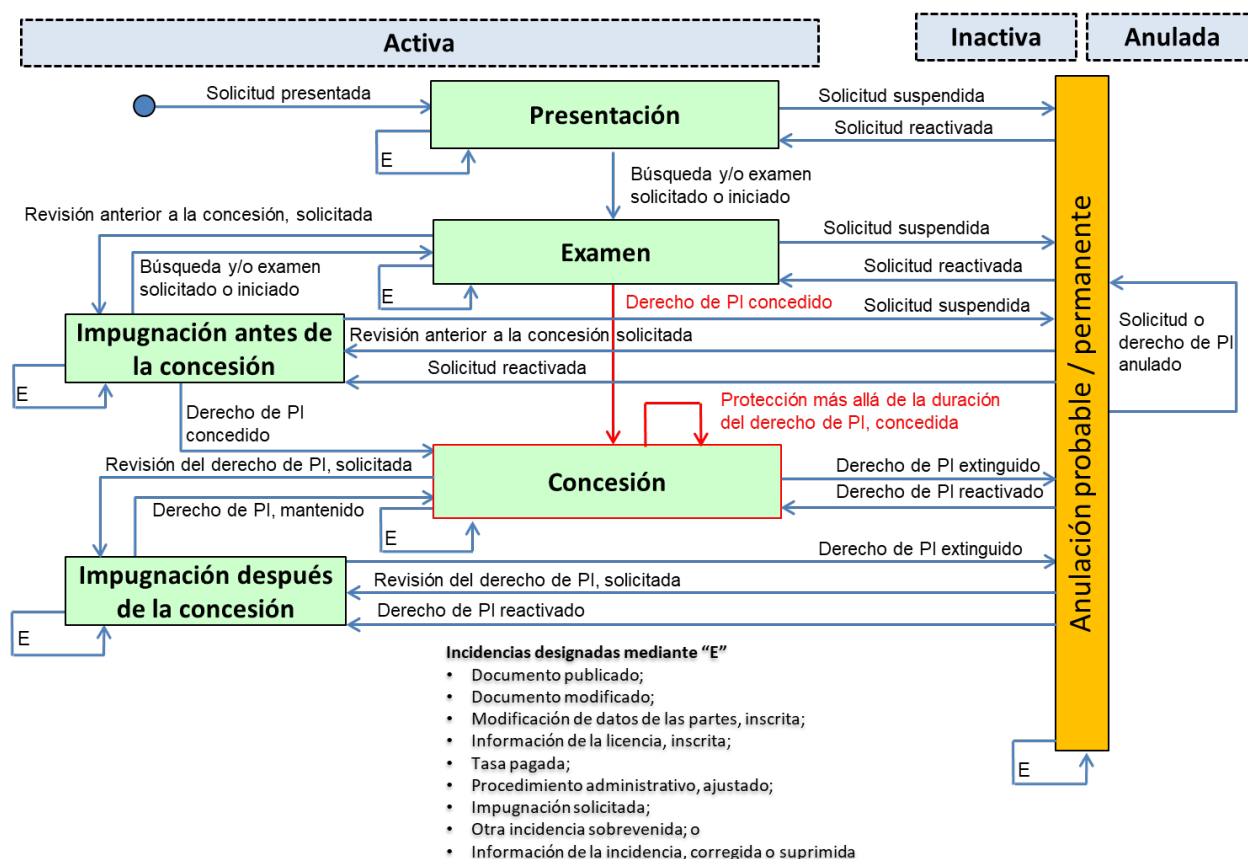 Activa
Inactiva
Anulada
Solicitud presentada
Presentación
Solicitud suspendida
Solicitud reactivada
E
Búsqueda y/o examen
solicitado o iniciado
Revisión anterior a la concesión, solicitada
Examen
Solicitud suspendida
Búsqueda y/o examen
solicitado o iniciado
E
Solicitud reactivada
Derecho de PI concedido
Solicitud suspendida
Impugnación antes de
la concesión
Revisión anterior a la concesión solicitada
Solicitud o
derecho de PI
anulado
E
Solicitud reactivada
Derecho de PI
concedido
Protección más allá de la duración
del derecho de PI, concedida
Revisión del derecho de PI, solicitada
Concesión
Derecho de PI extinguido
Derecho de PI reactivado
Derecho de PI, mantenido
E
Derecho de PI extinguido
Impugnación después
de la concesión
Revisión del derecho de PI, solicitada
Derecho de PI reactivado
E
Anulación probable / permanente
E
Incidencias designadas mediante “E”
• Documento publicado;
• Documento modificado;
• Modificación de datos de las partes, inscrita;
• Información de la licencia, inscrita;
• Tasa pagada;
• Procedimiento administrativo, ajustado;
• Impugnación solicitada;
• Otra incidencia sobrevenida; o
• Información de la incidencia, corregida o suprimida